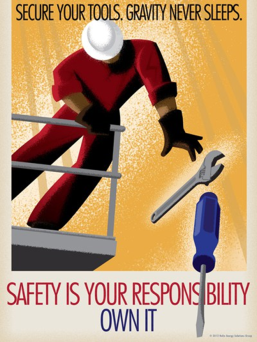 SECURE YOUR TOOLS. GRAVITY NEVER SLEEPS.
SAFETY IS YOUR RESPONSIBILITY
OWN IT